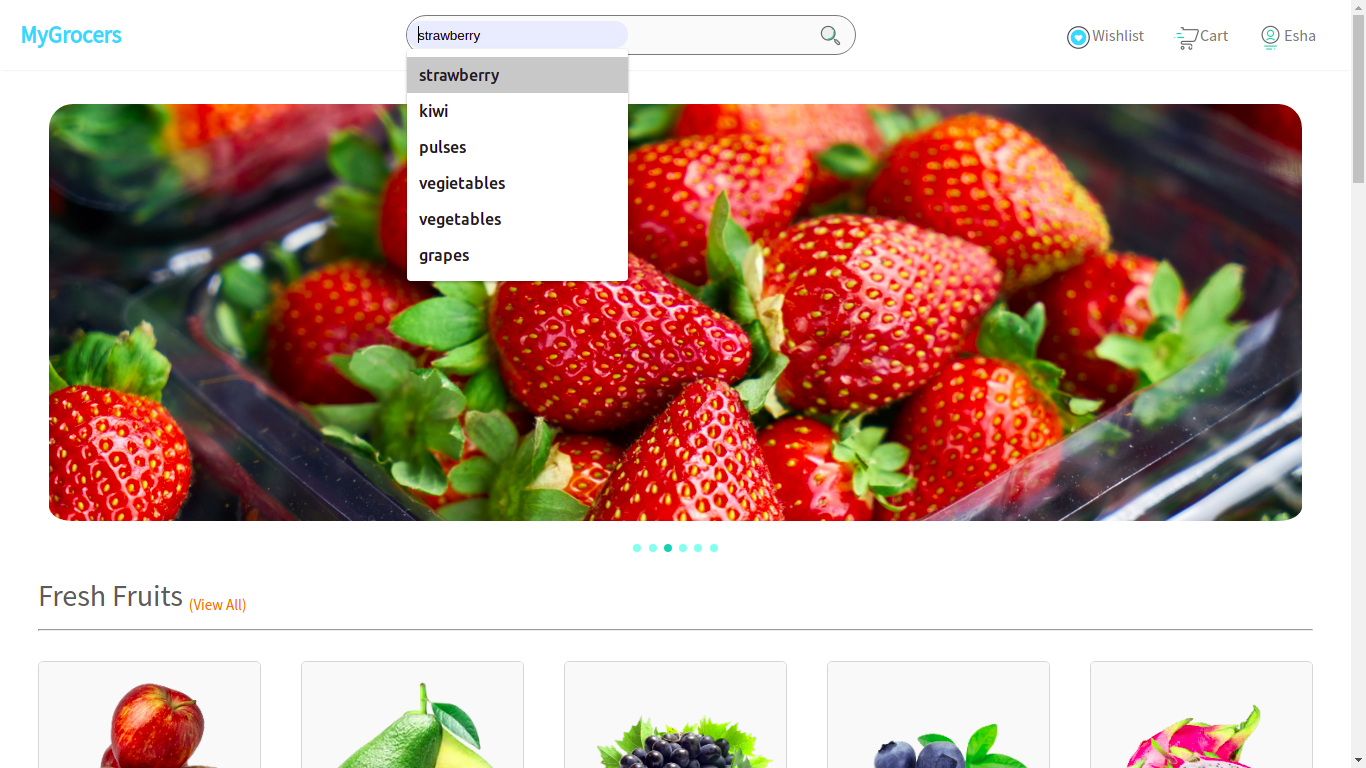 MyGrocers
strawberry
Wishlist
Cart
Esha
strawberry
kiwi
pulses
vegietables
vegetables
grapes
Fresh Fruits (View All)